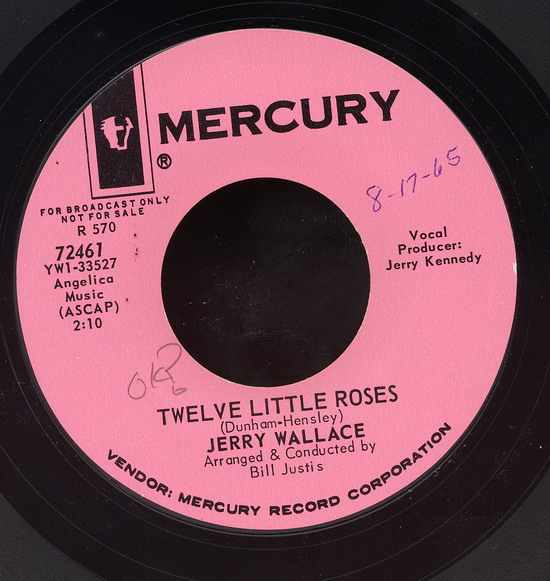 MERCURY
®
8-17-65
FOR BROADCAST ONLY
NOT FOR SALE
R 570
72461
YW1-33527
Angelica
Music
(ASCAP)
2:10
Vocal
Producer:
Jerry Kennedy
TWELVE LITTLE ROSES
(Dunham-Hensley)
JERRY WALLACE
Arranged & Conducted by
Bill Justis
VENDOR: MERCURY RECORD CORPORATION